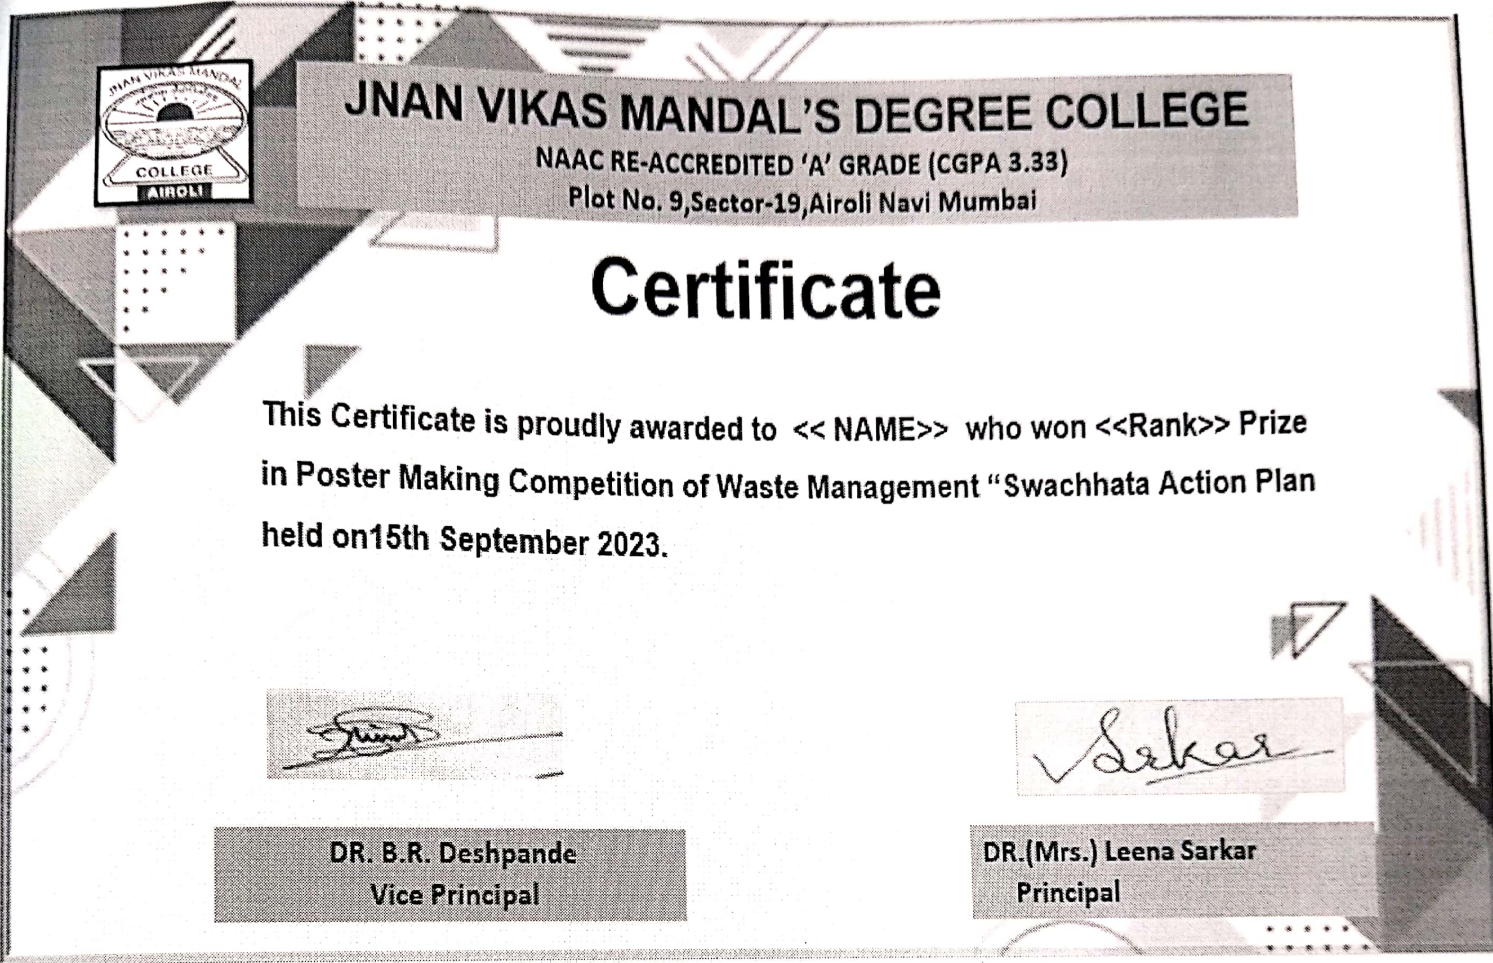 JNAN VIKAS MANDAL
COLLEGE
AIROLI
JNAN VIKAS MANDAL'S DEGREE COLLEGE
NAAC RE-ACCREDITED 'A' GRADE (CGPA 3.33)
Plot No. 9,Sector-19,Airoli Navi Mumbai
Certificate
This Certificate is proudly awarded to << NAME>> who won <<Rank>> Prize
in Poster Making Competition of Waste Management “Swachhata Action Plan
held on15th September 2023.
Sarkar
DR. B.R. Deshpande
Vice Principal
DR.(Mrs.) Leena Sarkar
Principal